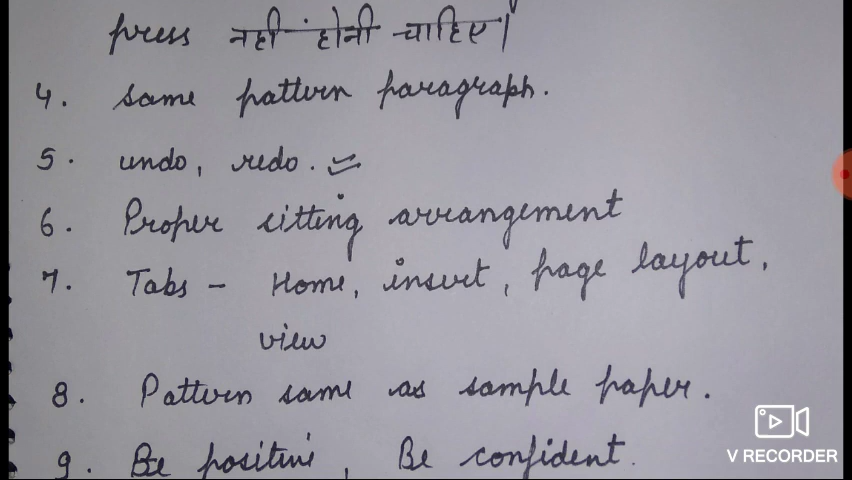 press नही होनी चाहिए।
4. same pattern paragraph.
5. undo, redo.
6. Proper sitting arrangement
7. Tabs - Home, insert, page layout,
view
8. Pattern same as sample paper.
9. Be positive, Be confident.
V RECORDER